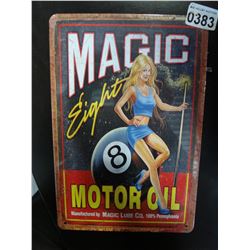 0383
MAGIC
Eight
8
MOTOR OIL
Manufactured by MAGIC LUBE CO. 100% Pennsylvania